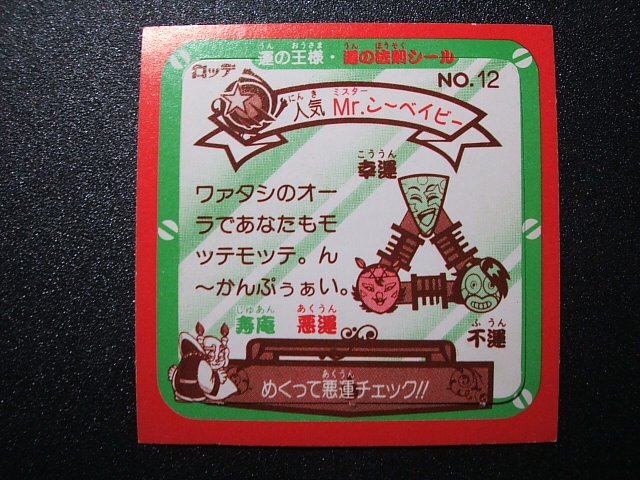 うん おうさま うん ほうそく
運の王様・運の法則シール
ロッテ
NO.12
にんき ミスター
人気 Mr.ん〜ベイビー
こううん
幸運
ワァタシのオー
ラであなたもモ
ッテモッテ。ん
〜かんぷぅぁい。
じゅあん あくうん
寿庵 悪運
ふうん
不運
あくうん
めくって悪運チェック!!